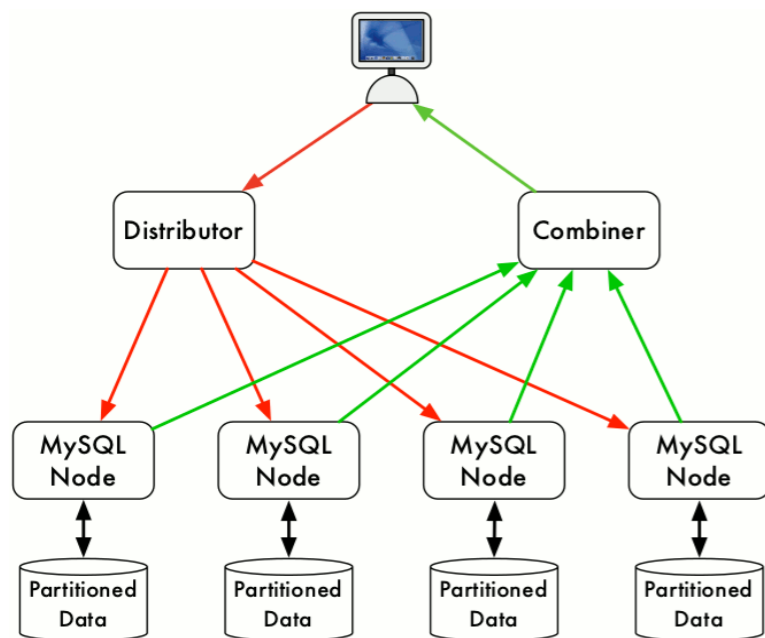 Distributor
Combiner
MySQL
Node
MySQL
Node
MySQL
Node
MySQL
Node
Partitioned
Data
Partitioned
Data
Partitioned
Data
Partitioned
Data